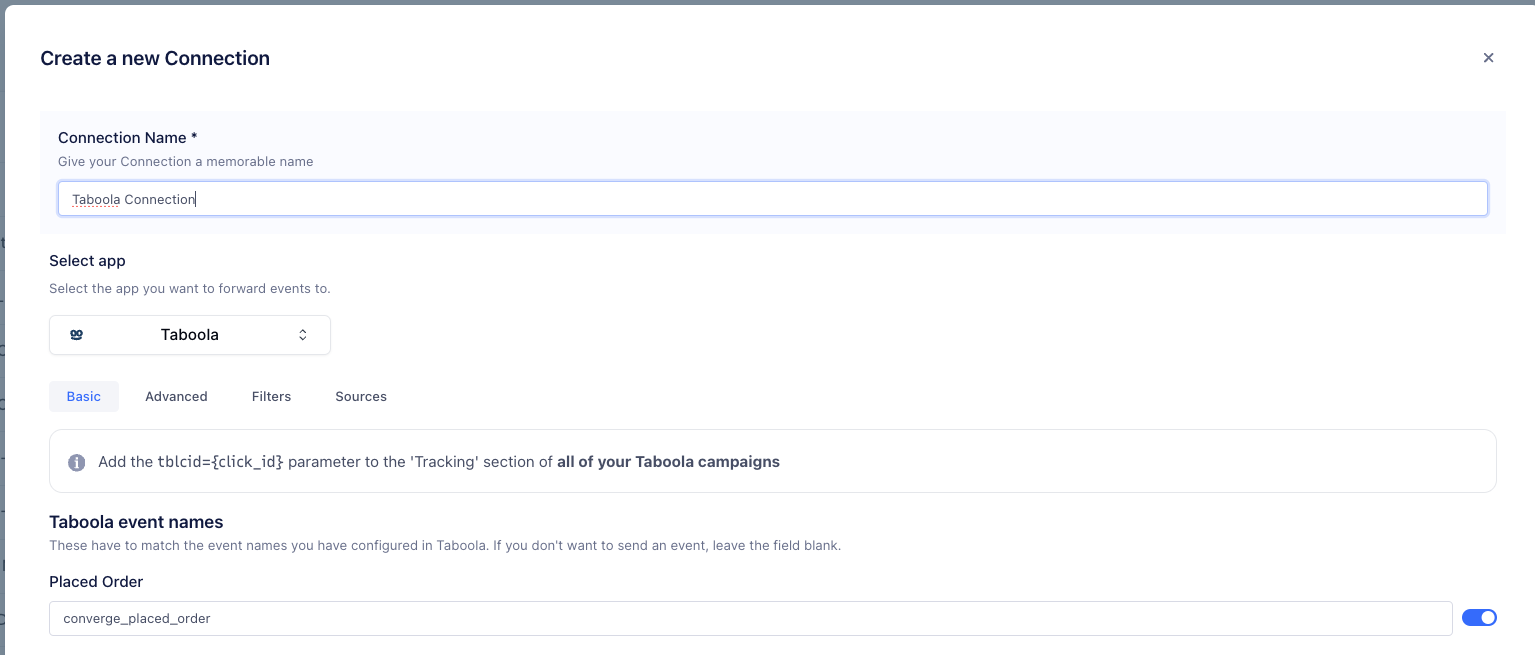 Create a new Connection
Connection Name *
Give your Connection a memorable name
Taboola Connection
Select app
Select the app you want to forward events to.
Taboola
Basic Advanced Filters Sources
Add the tblcid={click_id} parameter to the 'Tracking' section of all of your Taboola campaigns
Taboola event names
These have to match the event names you have configured in Taboola. If you don't want to send an event, leave the field blank.
Placed Order
converge_placed_order